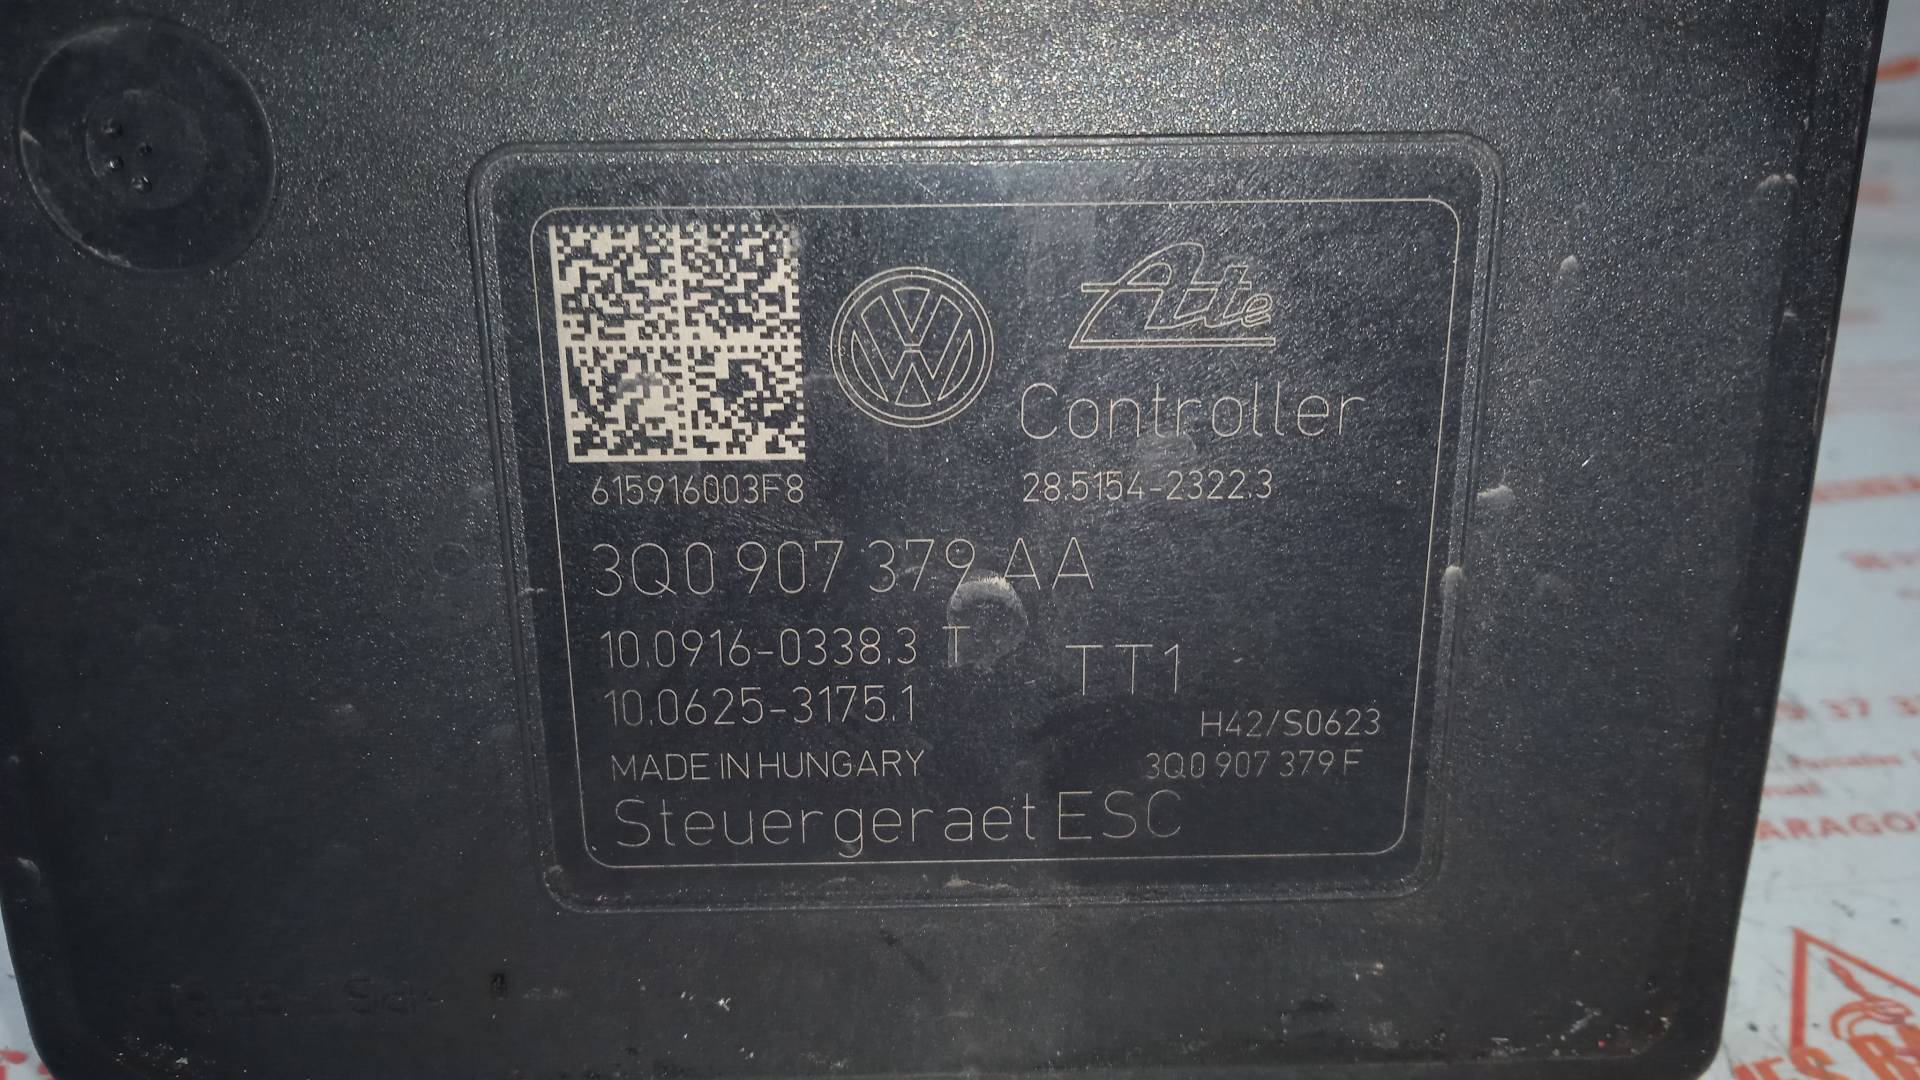 Ate
Controller
615916003F8
28.5154-2322.3
3Q0 907 379 AA
10.0916-0338.3 T
TT1
10.0625-3175.1
H42/S0623
MADE IN HUNGARY
3Q0 907 379 F
Steuergeraet ESC